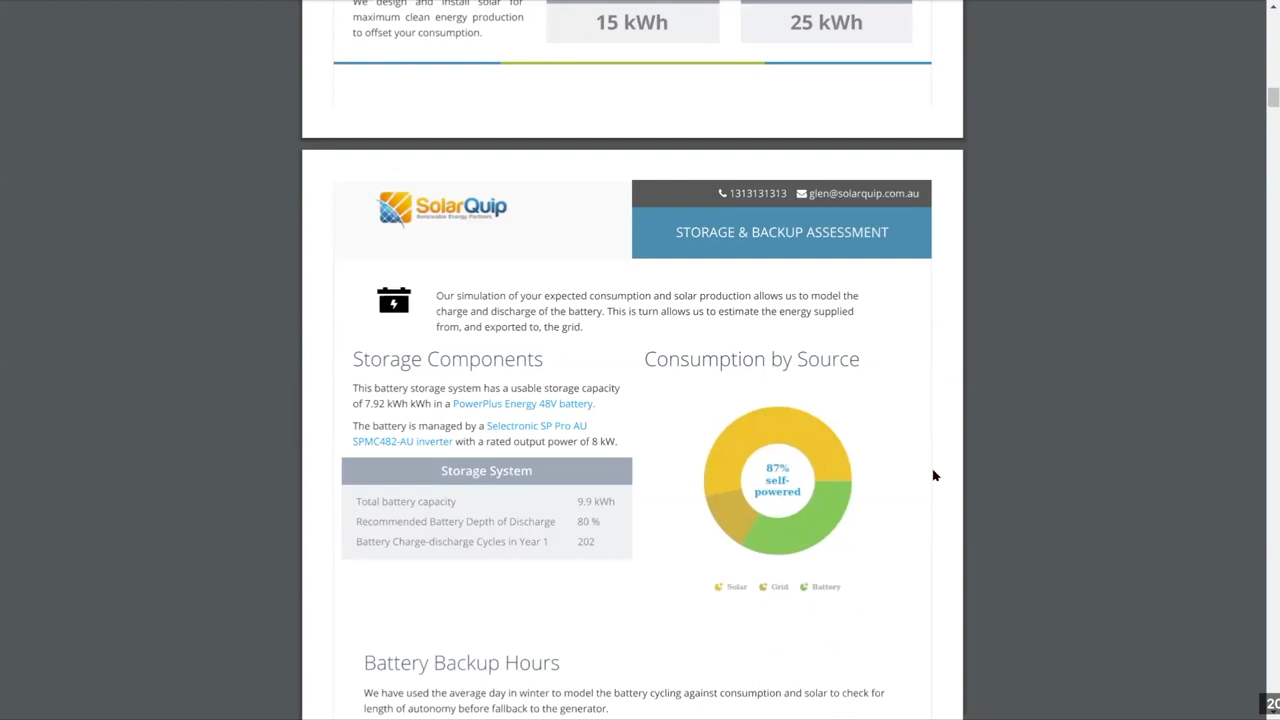 We design and install solar for
maximum clean energy production
to offset your consumption.
15 kWh
25 kWh
SolarQuip
Renewable Energy Partners
1313131313 glen@solarquip.com.au
STORAGE & BACKUP ASSESSMENT
Our simulation of your expected consumption and solar production allows us to model the
charge and discharge of the battery. This is turn allows us to estimate the energy supplied
from, and exported to, the grid.
Storage Components
This battery storage system has a usable storage capacity
of 7.92 kWh kWh in a PowerPlus Energy 48V battery.
The battery is managed by a Selectronic SP Pro AU
SPMC482-AU inverter with a rated output power of 8 kW.
Storage System
Total battery capacity 9.9 kWh
Recommended Battery Depth of Discharge 80 %
Battery Charge-discharge Cycles in Year 1 202
Consumption by Source
87%
self-
powered
Solar Grid Battery
Battery Backup Hours
We have used the average day in winter to model the battery cycling against consumption and solar to check for
length of autonomy before fallback to the generator.
20